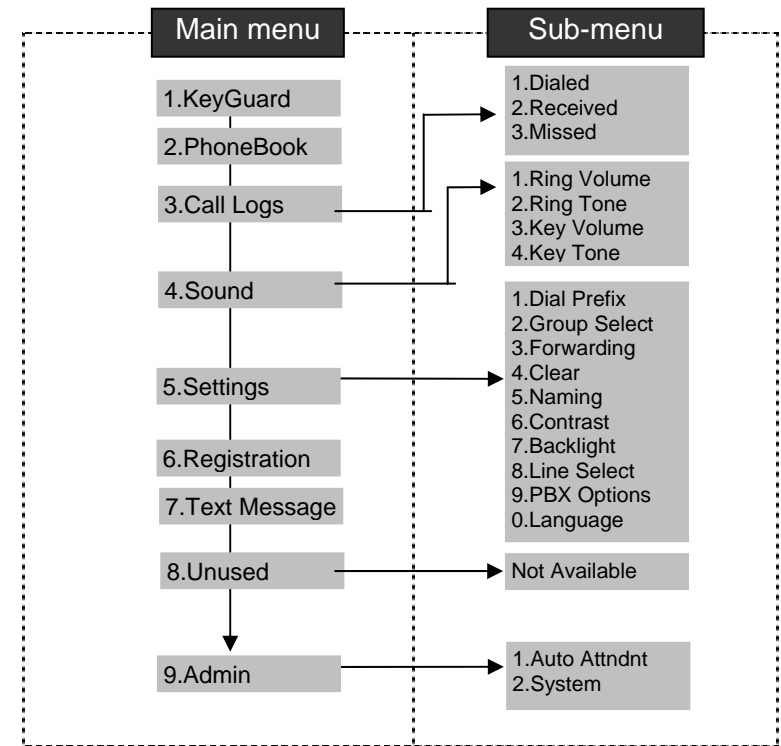 Main menu
Sub-menu
1.KeyGuard
2.PhoneBook
3.Call Logs
4.Sound
5.Settings
6.Registration
7.Text Message
8.Unused
9.Admin
1.Dialed
2.Received
3.Missed
1.Ring Volume
2.Ring Tone
3.Key Volume
4.Key Tone
1.Dial Prefix
2.Group Select
3.Forwarding
4.Clear
5.Naming
6.Contrast
7.Backlight
8.Line Select
9.PBX Options
0.Language
Not Available
1.Auto Attndnt
2.System